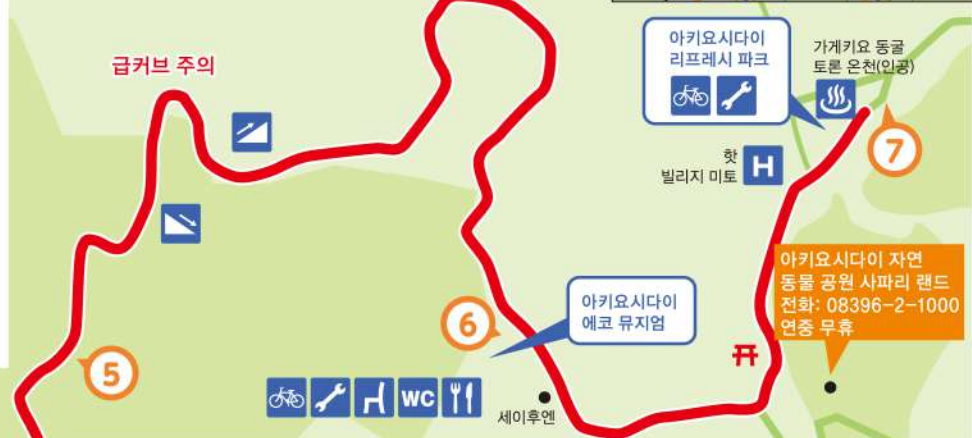 급커브 주의
아키요시다이
리프레시 파크
가게키요 동굴
토론 온천(인공)
7
핫
빌리지 미토
H
아키요시다이 자연
동물 공원 사파리 랜드
전화: 08396-2-1000
연중 무휴
아키요시다이
에코 뮤지엄
6
5
WC
세이후엔